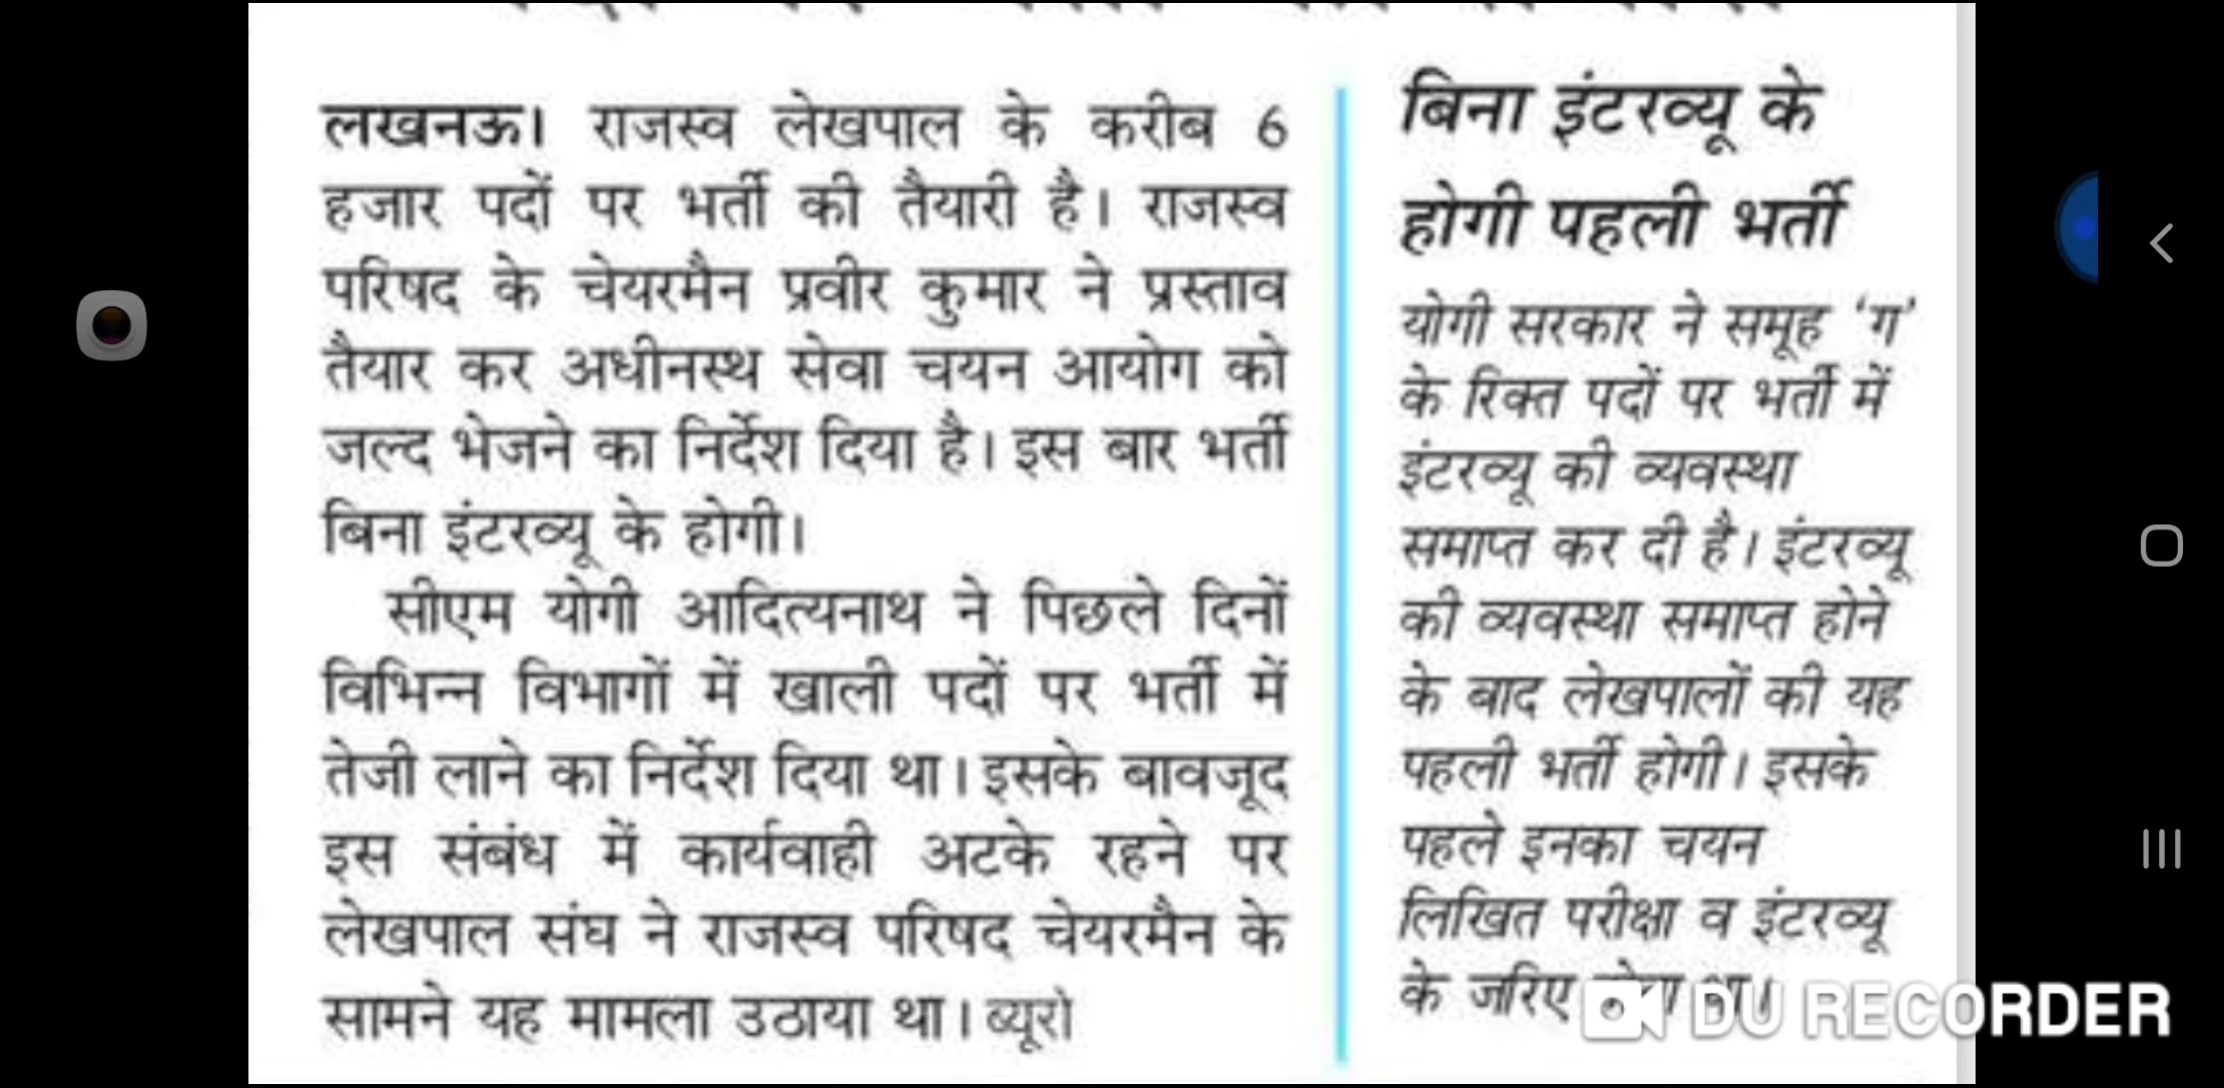 लखनऊ। राजस्व लेखपाल के करीब 6
हजार पदों पर भर्ती की तैयारी है। राजस्व
परिषद के चेयरमैन प्रवीर कुमार ने प्रस्ताव
तैयार कर अधीनस्थ सेवा चयन आयोग को
जल्द भेजने का निर्देश दिया है। इस बार भर्ती
बिना इंटरव्यू के होगी।
सीएम योगी आदित्यनाथ ने पिछले दिनों
विभिन्न विभागों में खाली पदों पर भर्ती में
तेजी लाने का निर्देश दिया था। इसके बावजूद
इस संबंध में कार्यवाही अटके रहने पर
लेखपाल संघ ने राजस्व परिषद चेयरमैन के
सामने यह मामला उठाया था। ब्यूरो
बिना इंटरव्यू के
होगी पहली भर्ती
योगी सरकार ने समूह ‘ग’
के रिक्त पदों पर भर्ती में
इंटरव्यू की व्यवस्था
समाप्त कर दी है। इंटरव्यू
की व्यवस्था समाप्त होने
के बाद लेखपालों की यह
पहली भर्ती होगी। इसके
पहले इनका चयन
लिखित परीक्षा व इंटरव्यू
के जरिए
DU RECORDER